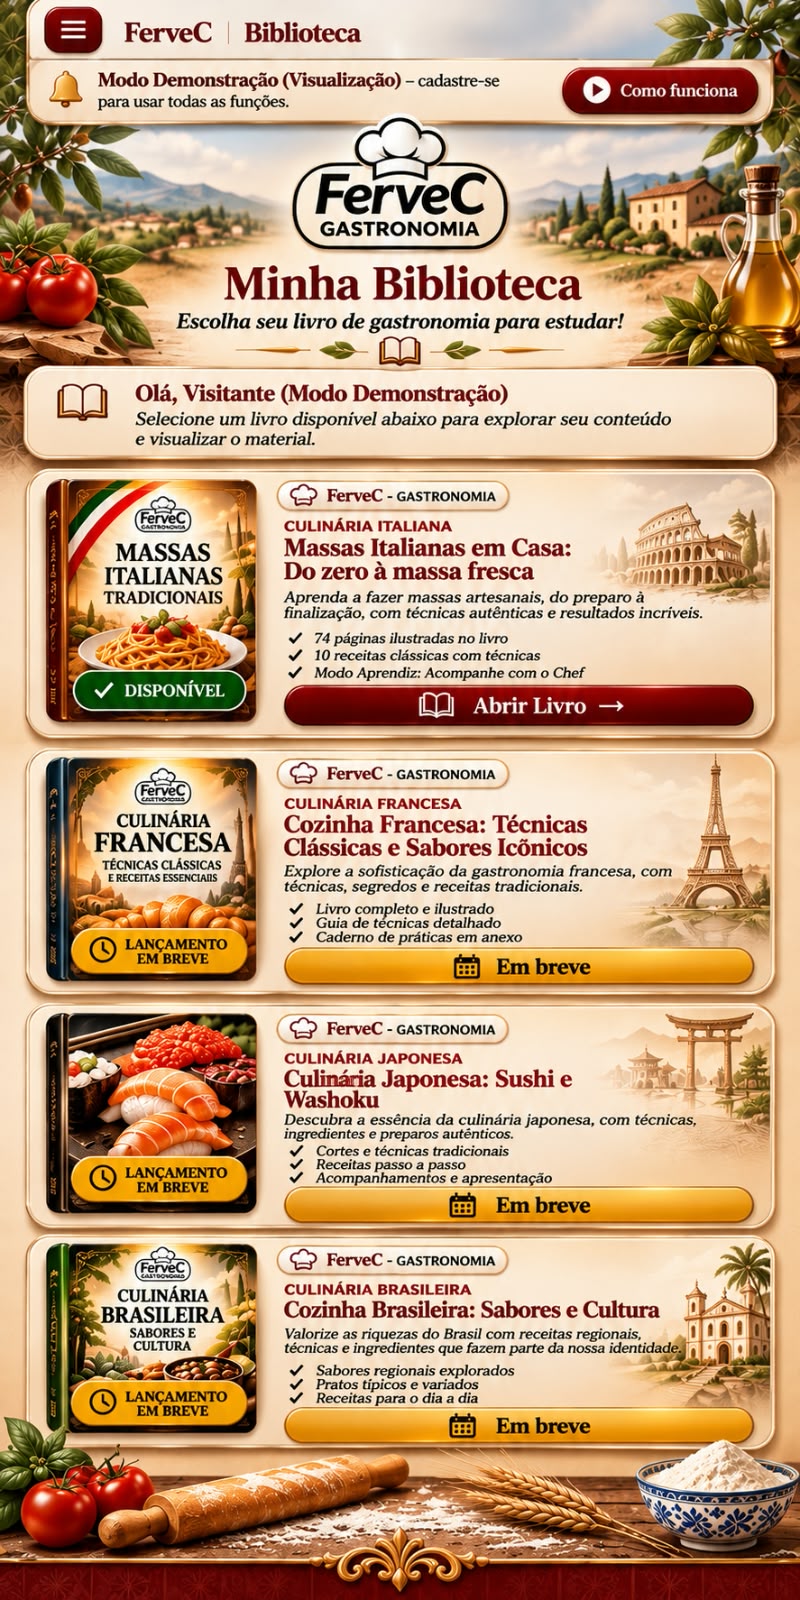 FerveC | Biblioteca
Modo Demonstração (Visualização) – cadastre-se
para usar todas as funções.
Como funciona
FerveC
GASTRONOMIA
Minha Biblioteca
Escolha seu livro de gastronomia para estudar!
Olá, Visitante (Modo Demonstração)
Selecione um livro disponível abaixo para explorar seu conteúdo
e visualizar o material.
FerveC
GASTRONOMIA
MASSAS
ITALIANAS
TRADICIONAIS
DISPONÍVEL
FerveC - GASTRONOMIA
CULINÁRIA ITALIANA
Massas Italianas em Casa:
Do zero à massa fresca
Aprenda a fazer massas artesanais, do preparo à
finalização, com técnicas autênticas e resultados incríveis.
74 páginas ilustradas no livro
10 receitas clássicas com técnicas
Modo Aprendiz: Acompanhe com o Chef
Abrir Livro →
FerveC
CULINÁRIA
FRANCESA
TÉCNICAS CLÁSSICAS
E RECEITAS ESSENCIAIIS
LANÇAMENTO
EM BREVE
FerveC - GASTRONOMIA
CULINÁRIA FRANCESA
Cozinha Francesa: Técnicas
Clássicas e Sabores Icõnicos
Explore a sofisticação da gastronomia francesa, com
técnicas, segredos e receitas tradicionais.
Livro completo e ilustrado
Guia de técnicas detalhado
Caderno de práticas em anexo
Em breve
LANÇAMENTO
EM BREVE
FerveC - GASTRONOMIA
CULINÁRIA JAPONESA
Culinária Japonesa: Sushi e
Washoku
Descubra a essência da culinária japonesa, com técnicas,
ingredientes e preparos autênticos.
Cortes e técnicas tradicionais
Receitas passo a passo
Acompanhamentos e apresentação
Em breve
FerveC
CULINÁRIA
BRASILEIRA
SABORES E
CULTURA
LANÇAMENTO
EM BREVE
FerveC - GASTRONOMIA
CULINÁRIA BRASILEIRA
Cozinha Brasileira: Sabores e Cultura
Valorize as riquezas do Brasil com receitas regionais,
técnicas e ingredientes que fazem parte da nossa identidade.
Sabores regionais explorados
Pratos típicos e variados
Receitas para o dia a dia
Em breve